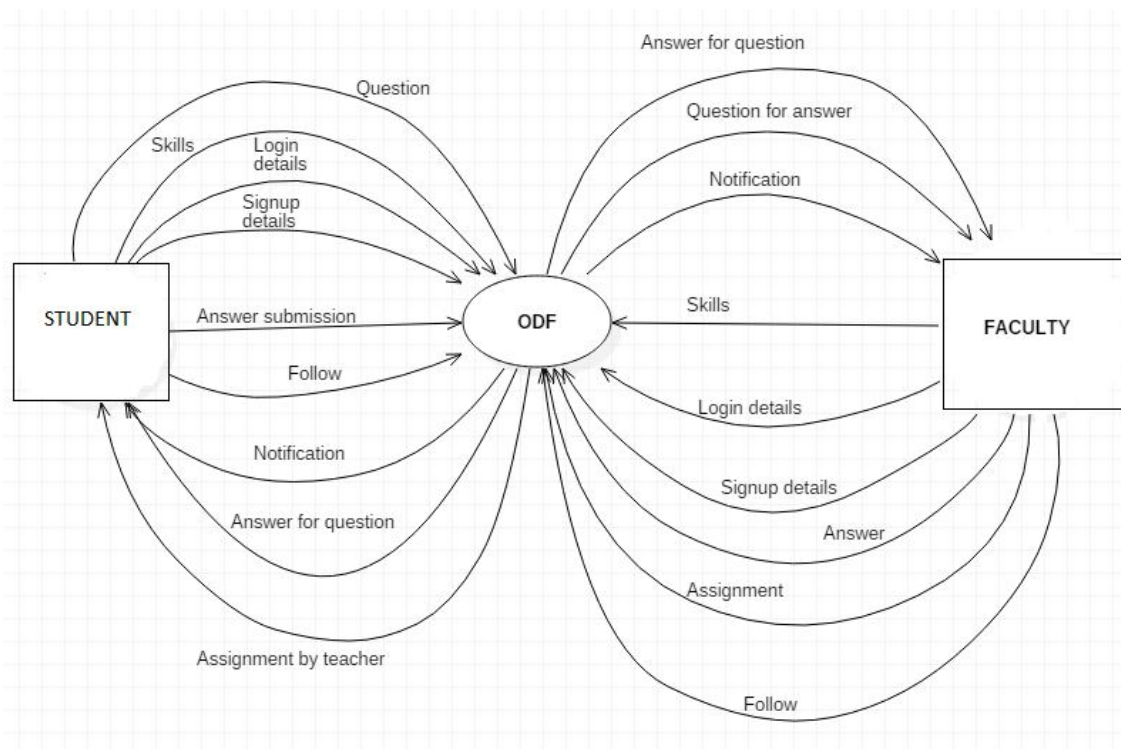 Answer for question
Question
Question for answer
Skills
Login
details
Notification
Signup
details
STUDENT
Answer submission
ODF
Skills
FACULTY
Follow
Login details
Notification
Signup details
Answer for question
Answer
Assignment
Assignment by teacher
Follow